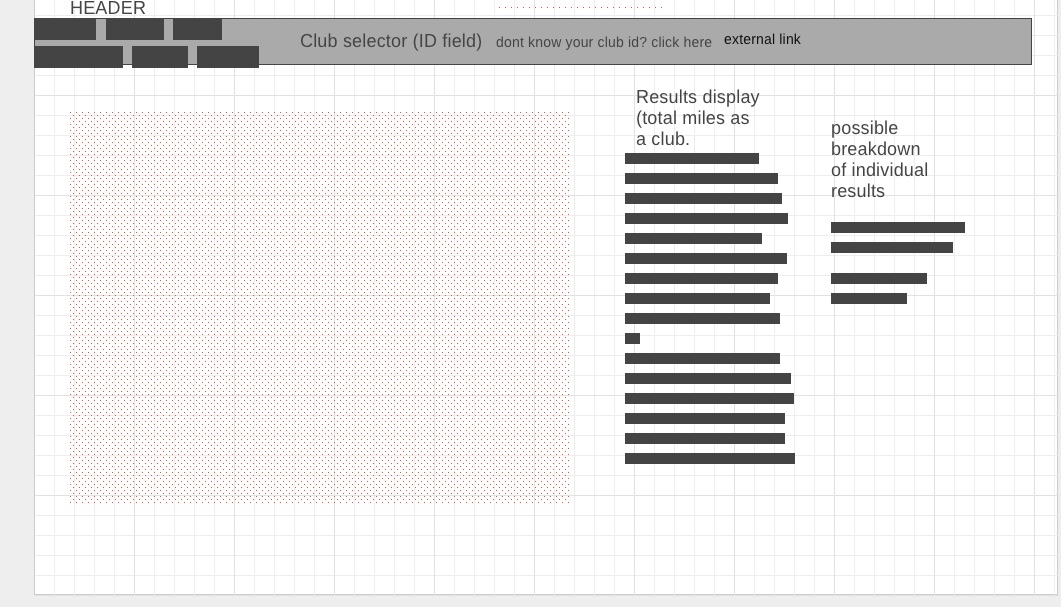 HEADER
Club selector (ID field) dont know your club id? click here external link
Results display
(total miles as
a club.
possible
breakdown
of individual
results